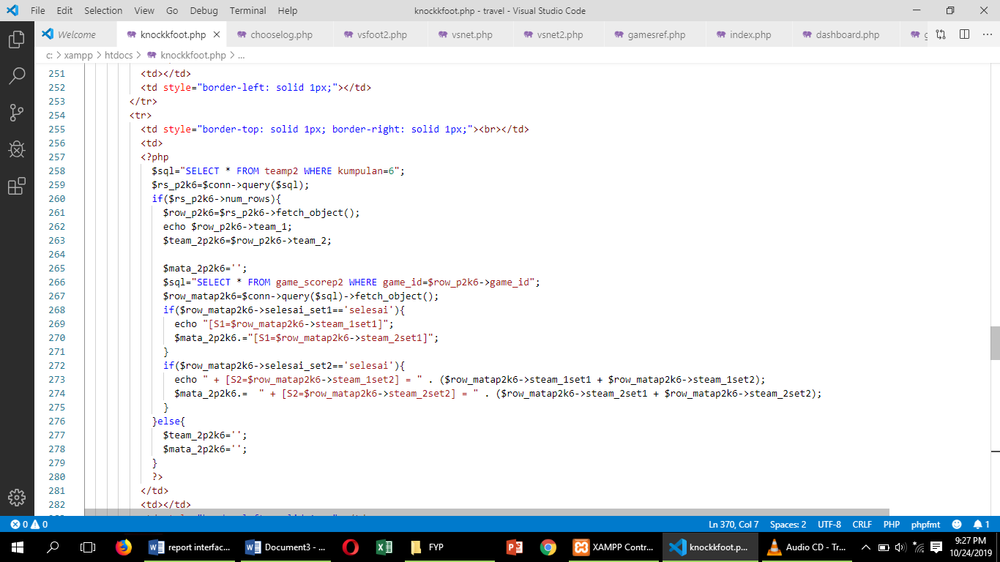 File Edit Selection View Go Debug Terminal Help knockkfoot.php - travel - Visual Studio Code
Welcome knockkfoot.php chooselog.php vsfoot2.php vsnet.php vsnet2.php gamesref.php index.php dashboard.php
c: > xampp > htdocs > knockkfoot.php > ...
251 <td></td>
252 <td style="border-left: solid 1px;"></td>
253 </tr>
254 <tr>
255 <td style="border-top: solid 1px; border-right: solid 1px;"><br></td>
256 <td>
257 <?php
258 $sql="SELECT * FROM teamp2 WHERE kumpulan=6";
259 $rs_p2k6=$conn->query($sql);
260 if($rs_p2k6->num_rows){
261 $row_p2k6=$rs_p2k6->fetch_object();
262 echo $row_p2k6->team_1;
263 $team_2p2k6=$row_p2k6->team_2;
264
265 $mata_2p2k6='';
266 $sql="SELECT * FROM game_scorep2 WHERE game_id=$row_p2k6->game_id";
267 $row_matap2k6=$conn->query($sql)->fetch_object();
268 if($row_matap2k6->selesai_set1=='selesai'){
269 echo "[S1=$row_matap2k6->steam_1set1]";
270 $mata_2p2k6.="[S1=$row_matap2k6->steam_2set1]";
271 }
272 if($row_matap2k6->selesai_set2=='selesai'){
273 echo " + [S2=$row_matap2k6->steam_1set2] = " . ($row_matap2k6->steam_1set1 + $row_matap2k6->steam_1set2);
274 $mata_2p2k6.=  " + [S2=$row_matap2k6->steam_2set2] = " . ($row_matap2k6->steam_2set1 + $row_matap2k6->steam_2set2);
275 }
276 }else{
277 $team_2p2k6='';
278 $mata_2p2k6='';
279 }
280 ?>
281 </td>
282 <td></td>
0 0 Ln 370, Col 7 Spaces: 2 UTF-8 CRLF PHP phpfmt 1
report interfac... Document3 - ... FYP XAMPP Contr... knockkfoot.p... Audio CD - Tr... 9:27 PM
10/24/2019